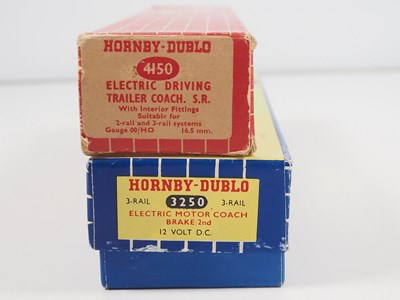 HORNBY-DUBLO
4150
ELECTRIC DRIVING
TRAILER COACH. S.R.
With Interior Fittings
Suitable for
2-rail and 3-rail systems
Gauge 00/HO 16.5 mm.
HORNBY-DUBLO
3-RAIL 3250 3-RAIL
ELECTRIC MOTOR COACH
BRAKE/2nd
12 VOLT D.C.